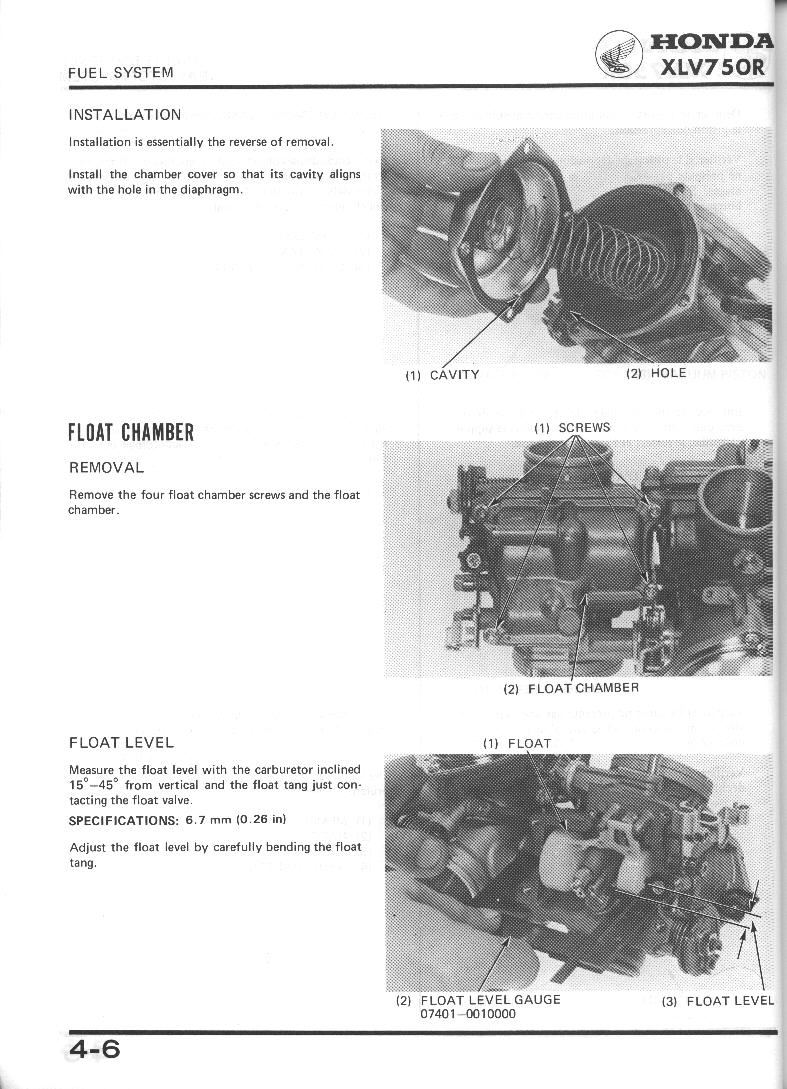 HONDA
XLV750R
FUEL SYSTEM
INSTALLATION
Installation is essentially the reverse of removal.
Install the chamber cover so that its cavity aligns
with the hole in the diaphragm.
(1) CAVITY
(2) HOLE
FLOAT CHAMBER
REMOVAL
Remove the four float chamber screws and the float
chamber.
(1) SCREWS
(2) FLOAT CHAMBER
FLOAT LEVEL
Measure the float level with the carburetor inclined
15°—45° from vertical and the float tang just con-
tacting the float valve.
SPECIFICATIONS: 6.7 mm (0.26 in)
Adjust the float level by carefully bending the float
tang.
(1) FLOAT
(2) FLOAT LEVEL GAUGE
07401—0010000
(3) FLOAT LEVEL
4-6